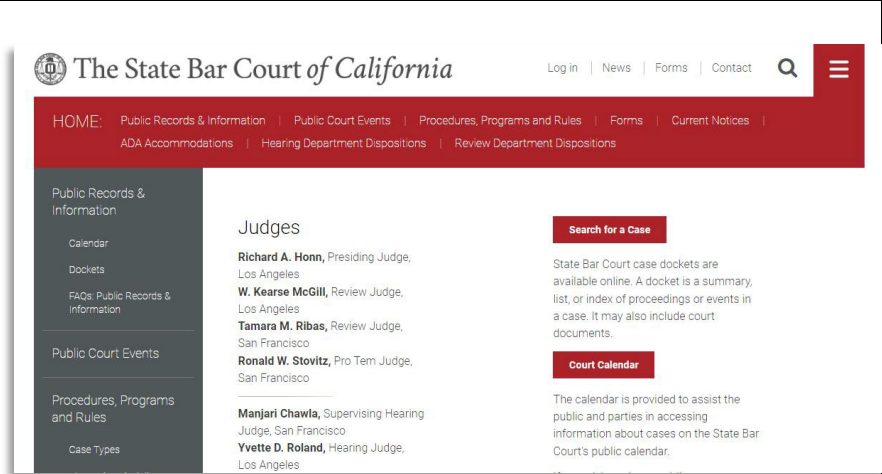 The State Bar Court of California
Log in | News | Forms | Contact
HOME: Public Records & Information | Public Court Events | Procedures, Programs and Rules | Forms | Current Notices |
ADA Accommodations | Hearing Department Dispositions | Review Department Dispositions
Public Records &
Information
Calendar
Dockets
FAQs: Public Records &
Information
Public Court Events
Procedures, Programs
and Rules
Case Types
Judges
Richard A. Honn, Presiding Judge,
Los Angeles
W. Kearse McGill, Review Judge,
Los Angeles
Tamara M. Ribas, Review Judge,
San Francisco
Ronald W. Stovitz, Pro Tem Judge,
San Francisco
Manjari Chawla, Supervising Hearing
Judge, San Francisco
Yvette D. Roland, Hearing Judge,
Los Angeles
Search for a Case
State Bar Court case dockets are
available online. A docket is a summary,
list, or index of proceedings or events in
a case. It may also include court
documents.
Court Calendar
The calendar is provided to assist the
public and parties in accessing
information about cases on the State Bar
Court's public calendar.